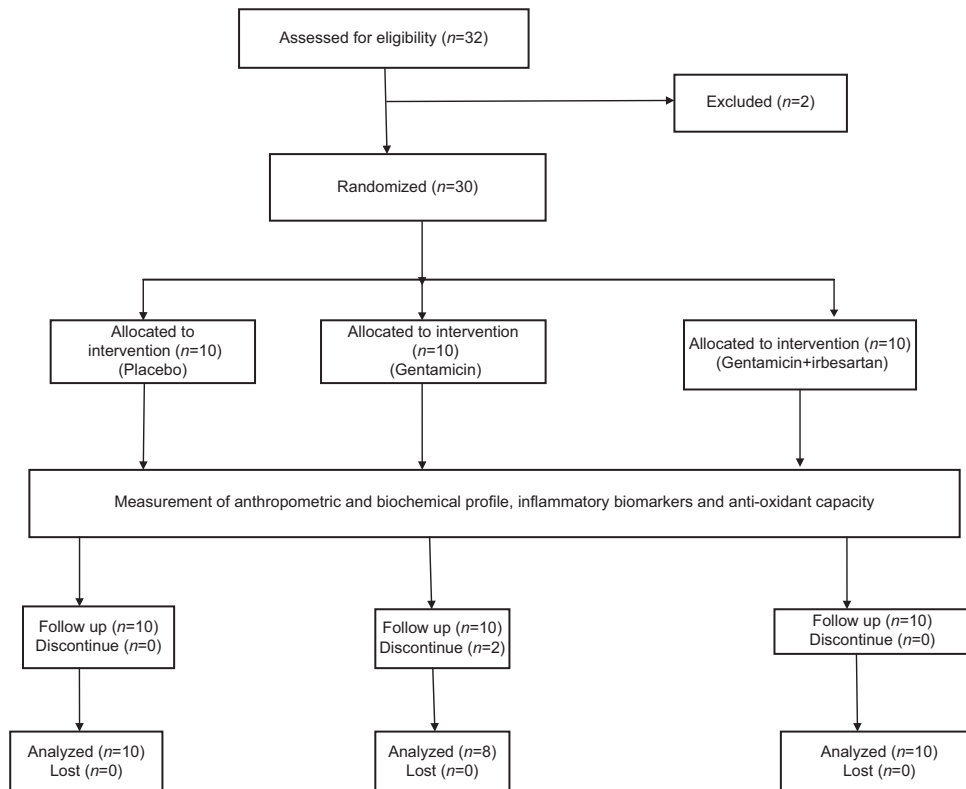 Assessed for eligibility (n=32)
Excluded (n=2)
Randomized (n=30)
Allocated to
intervention (n=10)
(Placebo)
Allocated to intervention
(n=10)
(Gentamicin)
Allocated to intervention (n=10)
(Gentamicin+irbesartan)
Measurement of anthropometric and biochemical profile, inflammatory biomarkers and anti-oxidant capacity
Follow up (n=10)
Discontinue (n=0)
Follow up (n=10)
Discontinue (n=2)
Follow up (n=10)
Discontinue (n=0)
Analyzed (n=10)
Lost (n=0)
Analyzed (n=8)
Lost (n=0)
Analyzed (n=10)
Lost (n=0)